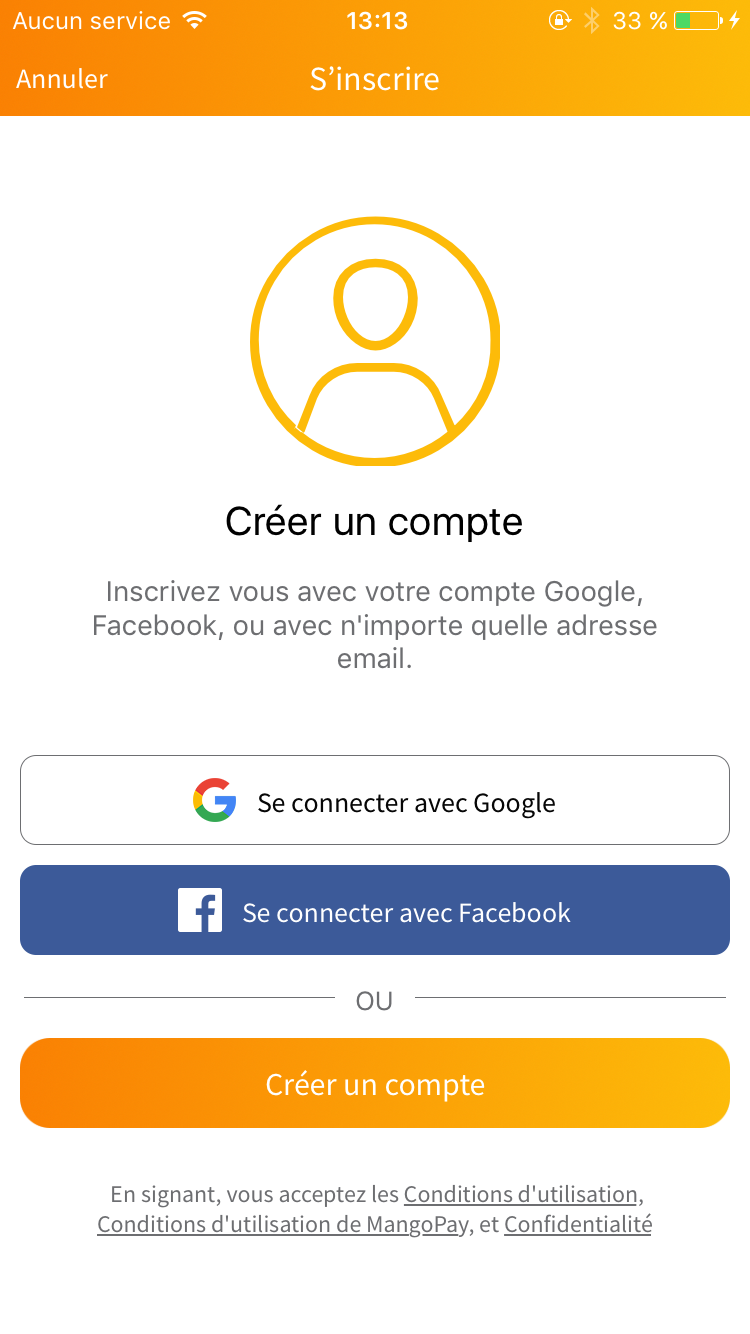 Aucun service 13:13 33 %
Annuler S’inscrire
Créer un compte
Inscrivez vous avec votre compte Google,
Facebook, ou avec n'importe quelle adresse
email.
Se connecter avec Google
Se connecter avec Facebook
OU
Créer un compte
En signant, vous acceptez les Conditions d'utilisation,
Conditions d'utilisation de MangoPay, et Confidentialité